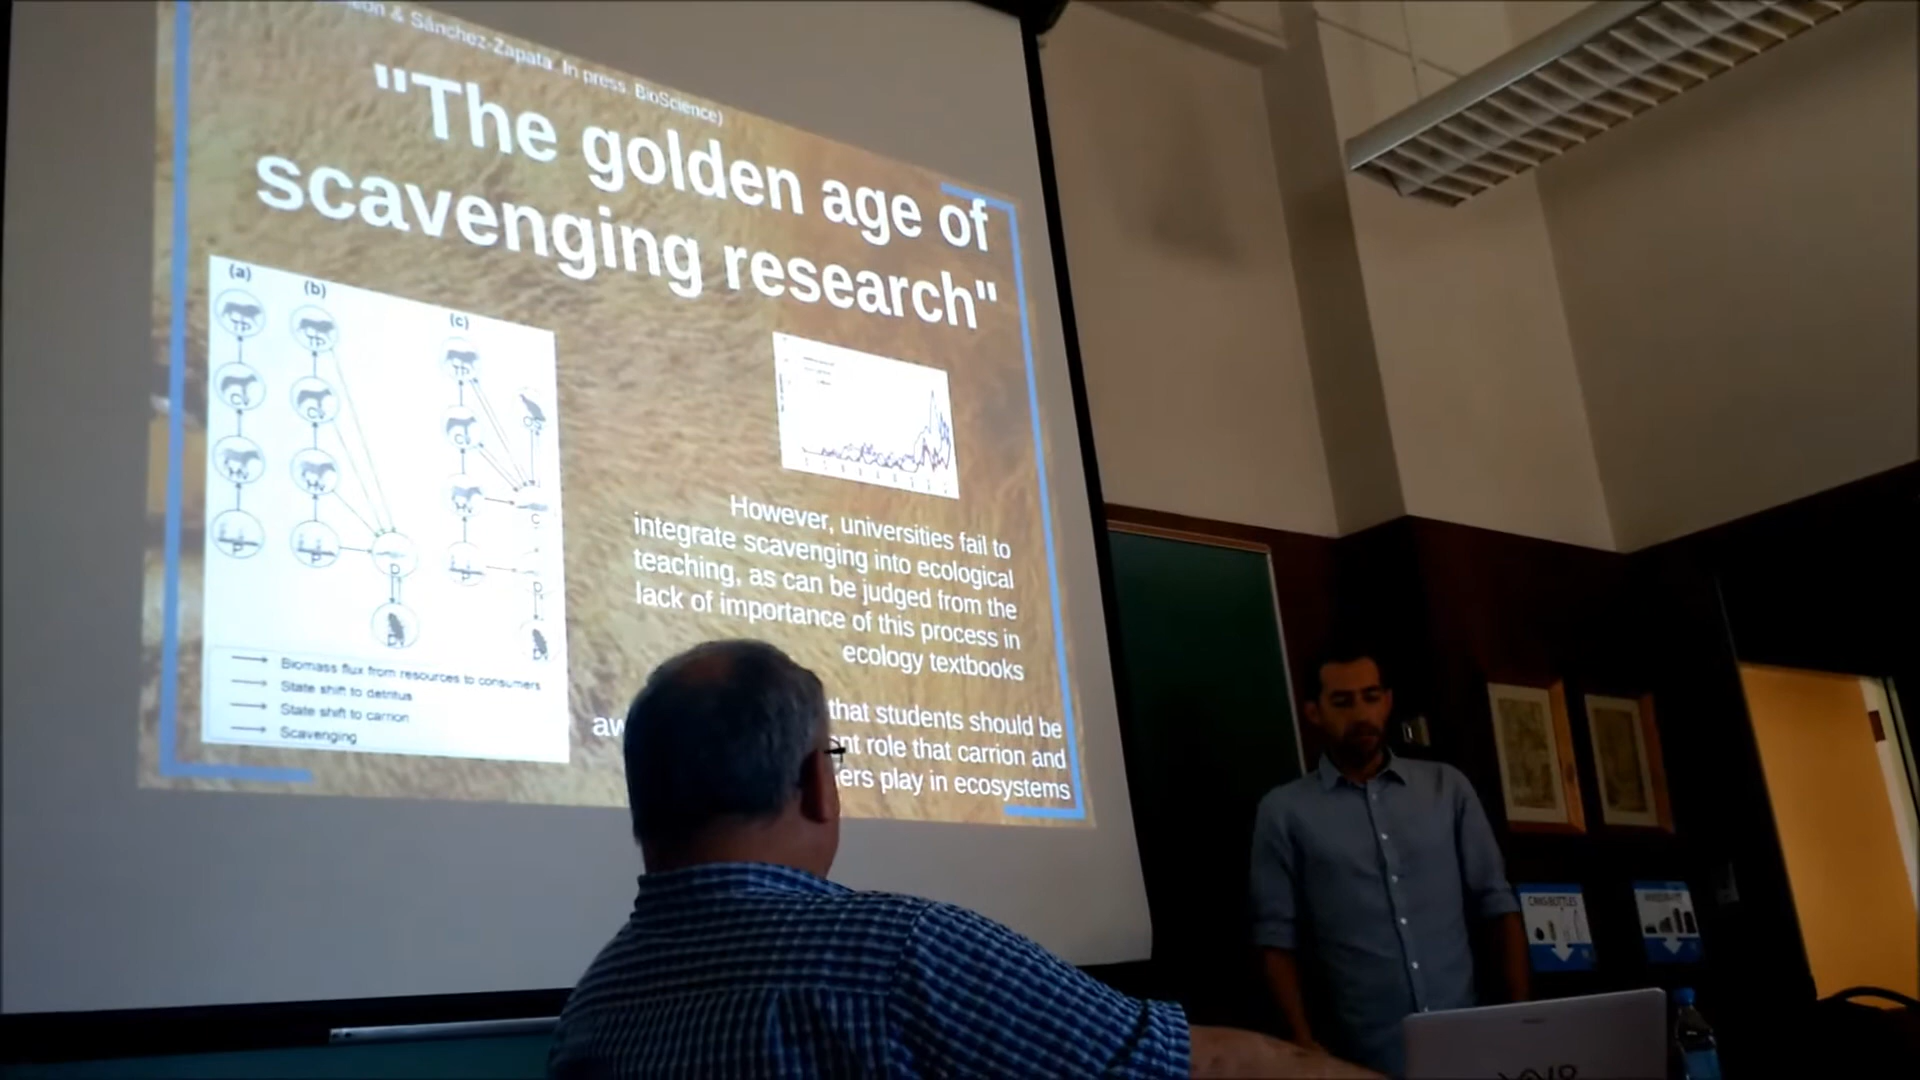 & Sánchez-Zapata. In press. BioScience)
"The golden age of
scavenging research"
(a)
(b)
(c)
However, universities fail to
integrate scavenging into ecological
teaching, as can be judged from the
lack of importance of this process in
ecology textbooks
that students should be
role that carrion and
play in ecosystems
Biomass flux from resources to consumers
State shift to detritus
State shift to carrion
Scavenging
CANS-BOTTLES
VAIO